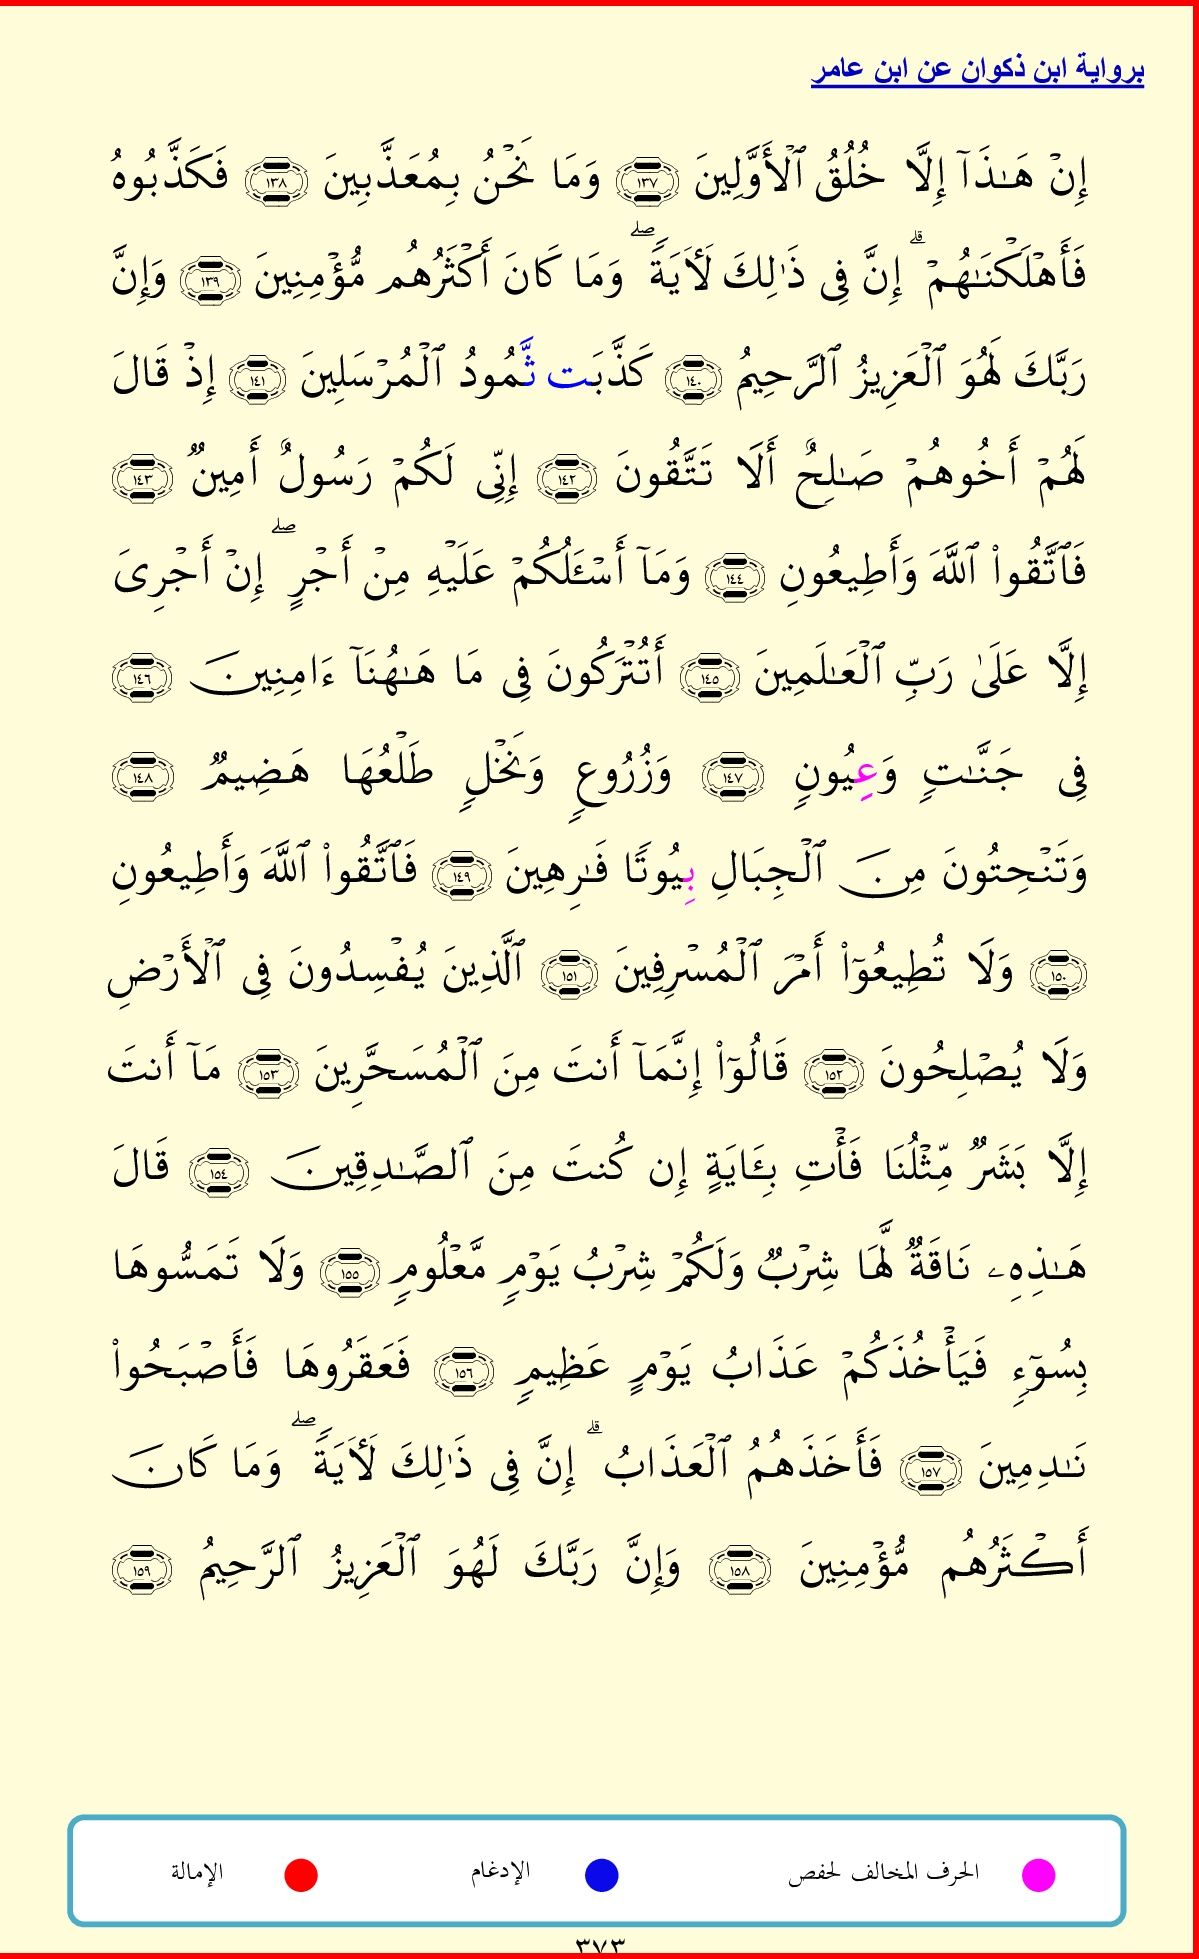 برواية ابن ذكوان عن ابن عامر
إِنۡ هَـٰذَآ إِلَّا خُلُقُ ٱلۡأَوَّلِينَ ١٣٧ وَمَا نَحۡنُ بِمُعَذَّبِينَ ١٣٨ فَكَذَّبُوهُ
فَأَهۡلَكۡنَـٰهُمۡۗ إِنَّ فِى ذَٰلِكَ لَأٓيَةًۖ وَمَا كَانَ أَكۡثَرُهُم مُّؤۡمِنِينَ ١٣٩ وَإِنَّ
رَبَّكَ لَهُوَ ٱلۡعَزِيزُ ٱلرَّحِيمُ ١٤٠ كَذَّبَت ثَّمُودُ ٱلۡمُرۡسَلِينَ ١٤١ إِذۡ قَالَ
لَهُمۡ أَخُوهُمۡ صَـٰلِحٌ أَلَا تَتَّقُونَ ١٤٢ إِنِّى لَكُمۡ رَسُولٌ أَمِينٌ ١٤٣
فَٱتَّقُواْ ٱللَّهَ وَأَطِيعُونِ ١٤٤ وَمَآ أَسۡـَٔلُكُمۡ عَلَيۡهِ مِنۡ أَجۡرٍۖ إِنۡ أَجۡرِىَ
إِلَّا عَلَىٰ رَبِّ ٱلۡعَـٰلَمِينَ ١٤٥ أَتُتۡرَكُونَ فِى مَا هَـٰهُنَآ ءَامِنِينَ ١٤٦
فِى جَنَّـٰتٍ وَعِيُونٍ ١٤٧ وَزُرُوعٍ وَنَخۡلٍ طَلۡعُهَا هَضِيمٌ ١٤٨
وَتَنۡحِتُونَ مِنَ ٱلۡجِبَالِ بِيُوتًا فَـٰرِهِينَ ١٤٩ فَٱتَّقُواْ ٱللَّهَ وَأَطِيعُونِ
١٥٠ وَلَا تُطِيعُوٓاْ أَمۡرَ ٱلۡمُسۡرِفِينَ ١٥١ ٱلَّذِينَ يُفۡسِدُونَ فِى ٱلۡأَرۡضِ
وَلَا يُصۡلِحُونَ ١٥٢ قَالُوٓاْ إِنَّمَآ أَنتَ مِنَ ٱلۡمُسَحَّرِينَ ١٥٣ مَآ أَنتَ
إِلَّا بَشَرٌ مِّثۡلُنَا فَأۡتِ بِـَٔايَةٍ إِن كُنتَ مِنَ ٱلصَّـٰدِقِينَ ١٥٤ قَالَ
هَـٰذِهِۦ نَاقَةٌ لَّهَا شِرۡبٌ وَلَكُمۡ شِرۡبُ يَوۡمٍ مَّعۡلُومٍ ١٥٥ وَلَا تَمَسُّوهَا
بِسُوٓءٍ فَيَأۡخُذَكُمۡ عَذَابُ يَوۡمٍ عَظِيمٍ ١٥٦ فَعَقَرُوهَا فَأَصۡبَحُواْ
نَـٰدِمِينَ ١٥٧ فَأَخَذَهُمُ ٱلۡعَذَابُۗ إِنَّ فِى ذَٰلِكَ لَأٓيَةًۖ وَمَا كَانَ
أَكۡثَرُهُم مُّؤۡمِنِينَ ١٥٨ وَإِنَّ رَبَّكَ لَهُوَ ٱلۡعَزِيزُ ٱلرَّحِيمُ ١٥٩
الحرف المخالف لحفص الإدغام الإمالة
٣٧٣